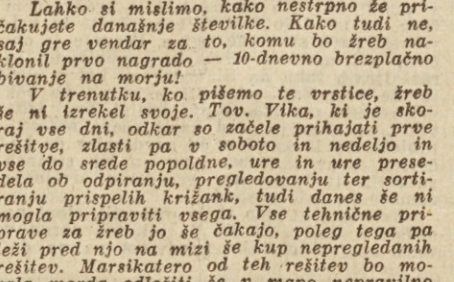 Lahko si mislimo, kako nestrpno že pri-
čakujete današnje številke. Kako tudi ne,
saj gre vendar za to, komu bo žreb na-
klonil prvo nagrado — 10-dnevno brezplačno
bivanje na morju!
V trenutku, ko pišemo te vrstice, žreb
še ni izrekel svoje. Tov. Vika, ki je sko-
raj vse dni, odkar so začele prihajati prve
rešitve, zlasti pa v soboto in nedeljo in
vse do srede popoldne, ure in ure prese-
dela ob odpiranju, pregledovanju ter sorti-
ranju prispelih križank, tudi danes še ni
mogla pripraviti vsega. Vse tehnične pri-
prave za žreb jo še čakajo, poleg tega pa
leži pred njo na mizi še kup nepregledanih
rešitev. Marsikatero od teh rešitev bo mo-